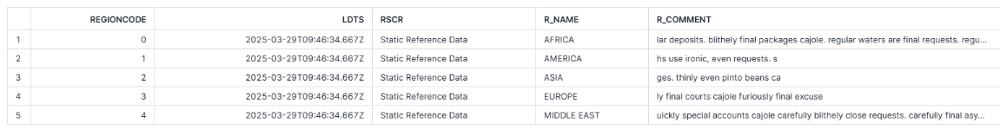 REGIONCODE LDTS RSCR R_NAME R_COMMENT
1 0 2025-03-29T09:46:34.667Z Static Reference Data AFRICA lar deposits. blithely final packages cajole. regular waters are final requests. regu...
2 1 2025-03-29T09:46:34.667Z Static Reference Data AMERICA hs use ironic, even requests. s
3 2 2025-03-29T09:46:34.667Z Static Reference Data ASIA ges. thinly even pinto beans ca
4 3 2025-03-29T09:46:34.667Z Static Reference Data EUROPE ly final courts cajole furiously final excuse
5 4 2025-03-29T09:46:34.667Z Static Reference Data MIDDLE EAST uickly special accounts cajole carefully blithely close requests. carefully final asy...